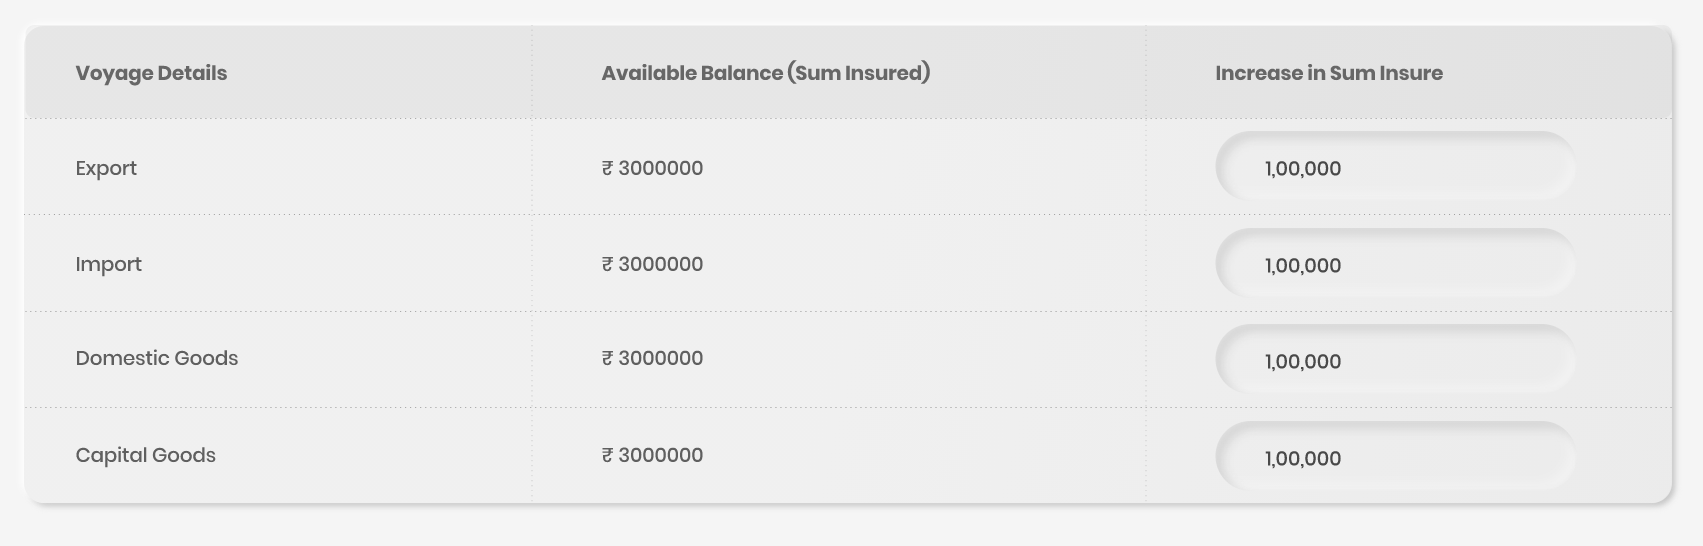 Voyage Details Available Balance (Sum Insured) Increase in Sum Insure
Export ₹ 3000000 1,00,000
Import ₹ 3000000 1,00,000
Domestic Goods ₹ 3000000 1,00,000
Capital Goods ₹ 3000000 1,00,000